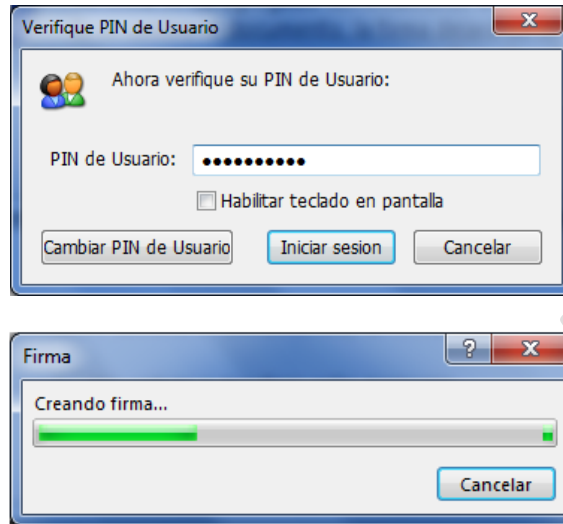 Verifique PIN de Usuario
Ahora verifique su PIN de Usuario:
PIN de Usuario: ●●●●●●●●●●
Habilitar teclado en pantalla
Cambiar PIN de Usuario Iniciar sesion Cancelar
Firma
Creando firma...
Cancelar